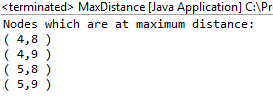 <terminated> MaxDistance [Java Application] C:\Pr
Nodes which are at maximum distance:
( 4,8 )
( 4,9 )
( 5,8 )
( 5,9 )